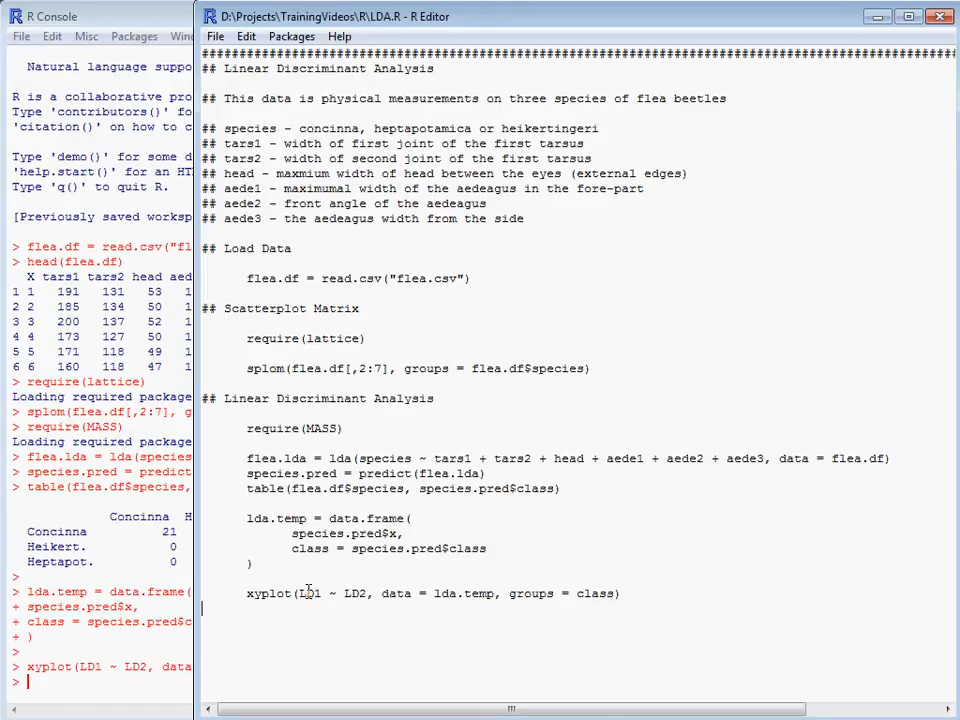 R Console
File Edit Misc Packages Win
Natural language suppo
R is a collaborative pro
Type 'contributors()' fo
'citation()' on how to c
Type 'demo()' for some d
'help.start()' for an HT
Type 'q()' to quit R.
[Previously saved worksp
> flea.df = read.csv("fl
> head(flea.df)
X tars1 tars2 head aed
1 1 191 131 53 1
2 2 185 134 50 1
3 3 200 137 52 1
4 4 173 127 50 1
5 5 171 118 49 1
6 6 160 118 47 1
> require(lattice)
Loading required package
> splom(flea.df[,2:7], g
> require(MASS)
Loading required package
> flea.lda = lda(species
> species.pred = predict
> table(flea.df$species,
Concinna H
Concinna 21
Heikert. 0
Heptapot. 0
>
> lda.temp = data.frame(
+ species.pred$x,
+ class = species.pred$c
+ )
>
> xyplot(LD1 ~ LD2, data
>
D:\Projects\TrainingVideos\R\LDA.R - R Editor
File Edit Packages Help
####################################################################################################
## Linear Discriminant Analysis
## This data is physical measurements on three species of flea beetles
## species - concinna, heptapotamica or heikertingeri
## tars1 - width of first joint of the first tarsus
## tars2 - width of second joint of the first tarsus
## head - maxmium width of head between the eyes (external edges)
## aede1 - maximumal width of the aedeagus in the fore-part
## aede2 - front angle of the aedeagus
## aede3 - the aedeagus width from the side
## Load Data
flea.df = read.csv("flea.csv")
## Scatterplot Matrix
require(lattice)
splom(flea.df[,2:7], groups = flea.df$species)
## Linear Discriminant Analysis
require(MASS)
flea.lda = lda(species ~ tars1 + tars2 + head + aede1 + aede2 + aede3, data = flea.df)
species.pred = predict(flea.lda)
table(flea.df$species, species.pred$class)
lda.temp = data.frame(
species.pred$x,
class = species.pred$class
)
xyplot(LD1 ~ LD2, data = lda.temp, groups = class)